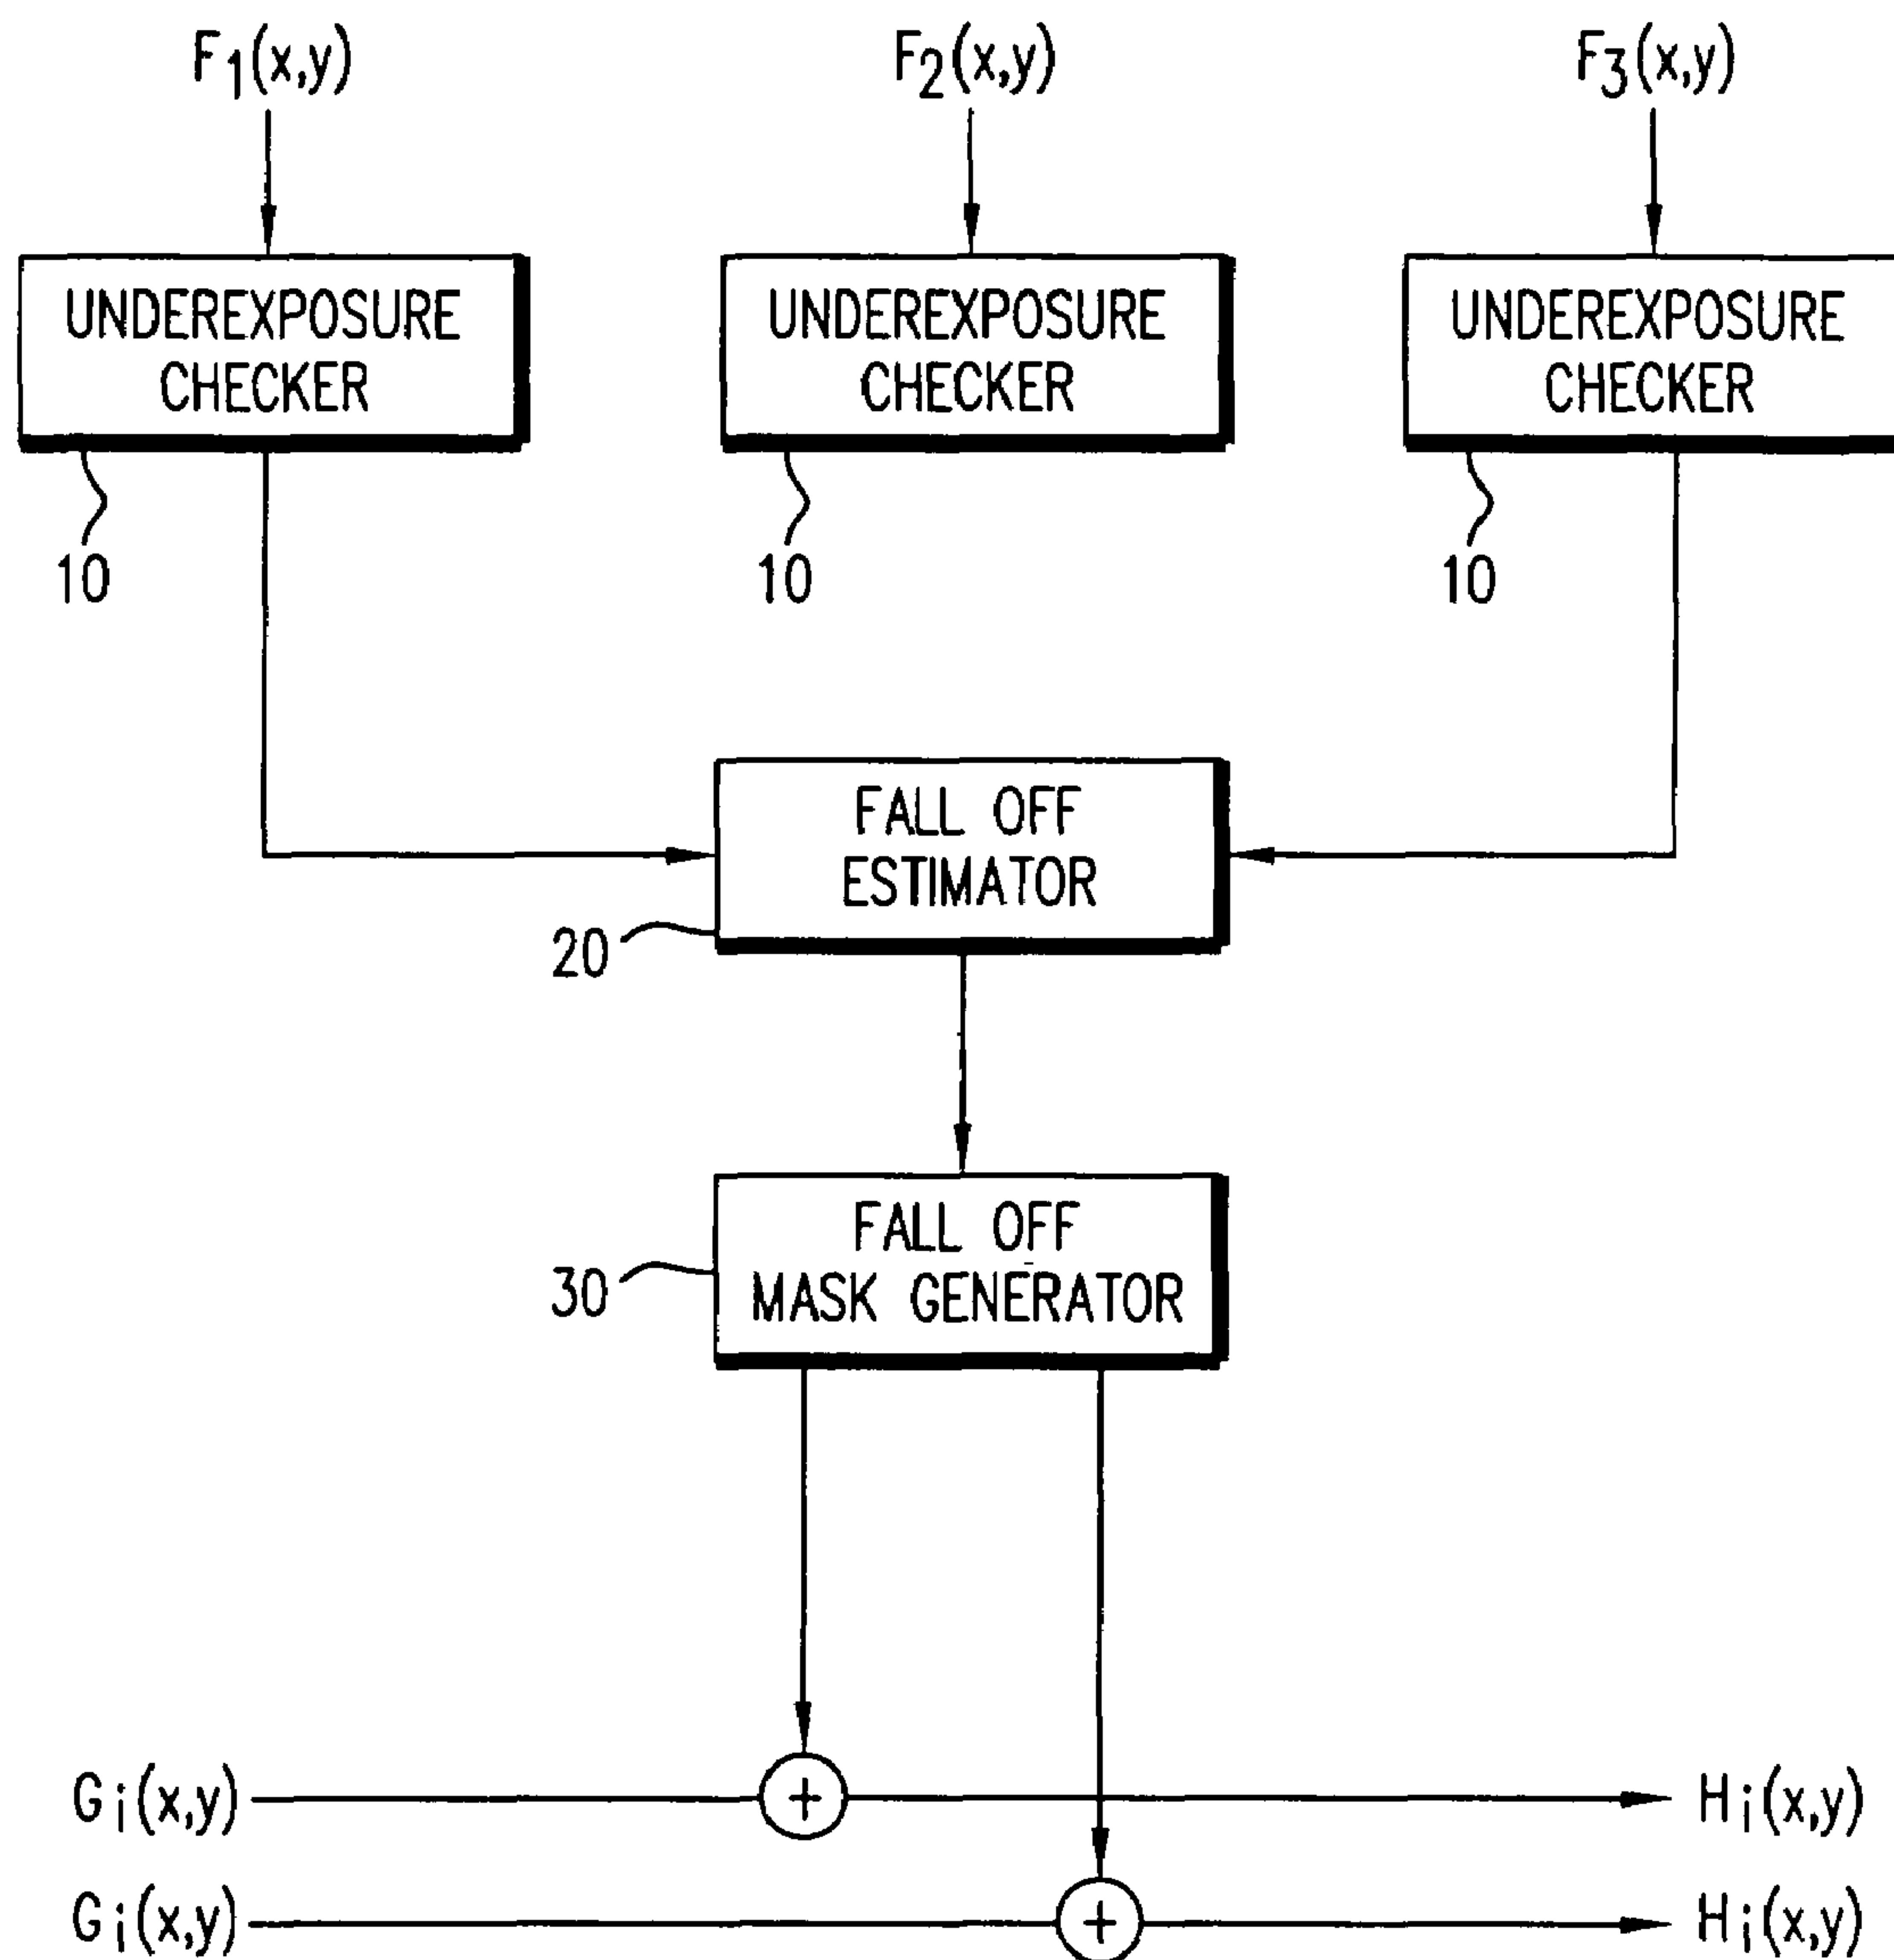 F1(x,y) F2(x,y) F3(x,y)
UNDEREXPOSURE UNDEREXPOSURE UNDEREXPOSURE
CHECKER CHECKER CHECKER
10 10 10
FALL OFF
ESTIMATOR
20
FALL OFF
MASK GENERATOR
30
+
Gi(x,y) Hi(x,y)
+
Gi(x,y) Hi(x,y)